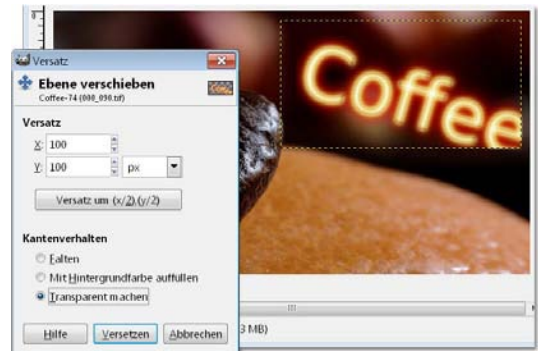 Versatz
Ebene verschieben
Coffee-74 (000_090.tif)
Versatz
X: 100
Y: 100 px
Versatz um (x/2),(y/2)
Kantenverhalten
Falten
Mit Hintergrundfarbe auffüllen
Transparent machen
Hilfe Versetzen Abbrechen
Coffee
3 MB)